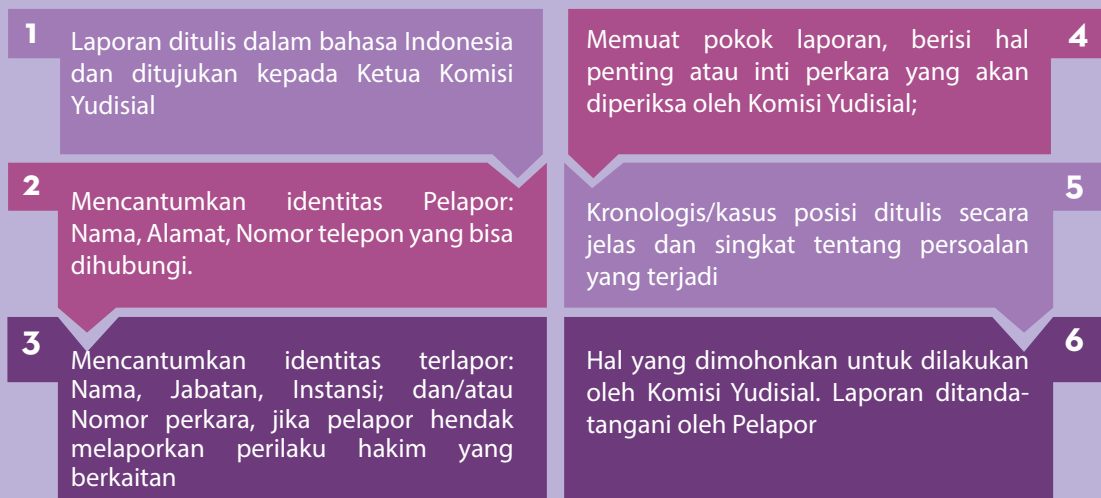 1
Laporan ditulis dalam bahasa Indonesia
dan ditujukan kepada Ketua Komisi
Yudisial
2
Mencantumkan identitas Pelapor:
Nama, Alamat, Nomor telepon yang bisa
dihubungi.
3
Mencantumkan identitas terlapor:
Nama, Jabatan, Instansi; dan/atau
Nomor perkara, jika pelapor hendak
melaporkan perilaku hakim yang
berkaitan
4
Memuat pokok laporan, berisi hal
penting atau inti perkara yang akan
diperiksa oleh Komisi Yudisial;
5
Kronologis/kasus posisi ditulis secara
jelas dan singkat tentang persoalan
yang terjadi
6
Hal yang dimohonkan untuk dilakukan
oleh Komisi Yudisial. Laporan ditanda-
tangani oleh Pelapor